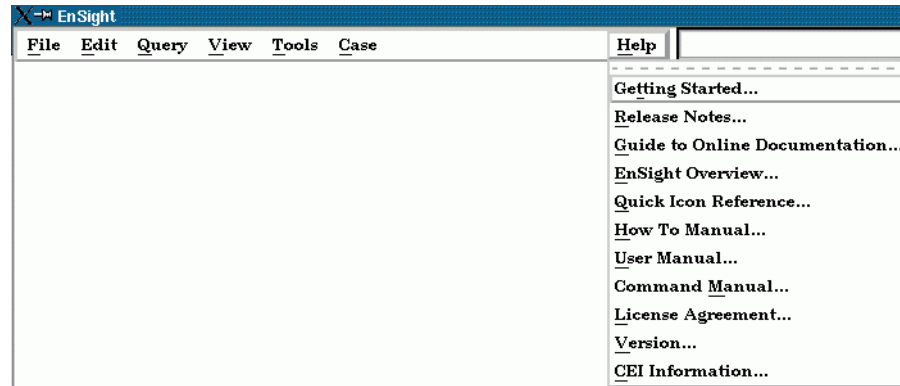 EnSight
File Edit Query View Tools Case Help
Getting Started...
Release Notes...
Guide to Online Documentation...
EnSight Overview...
Quick Icon Reference...
How To Manual...
User Manual...
Command Manual...
License Agreement...
Version...
CEI Information...